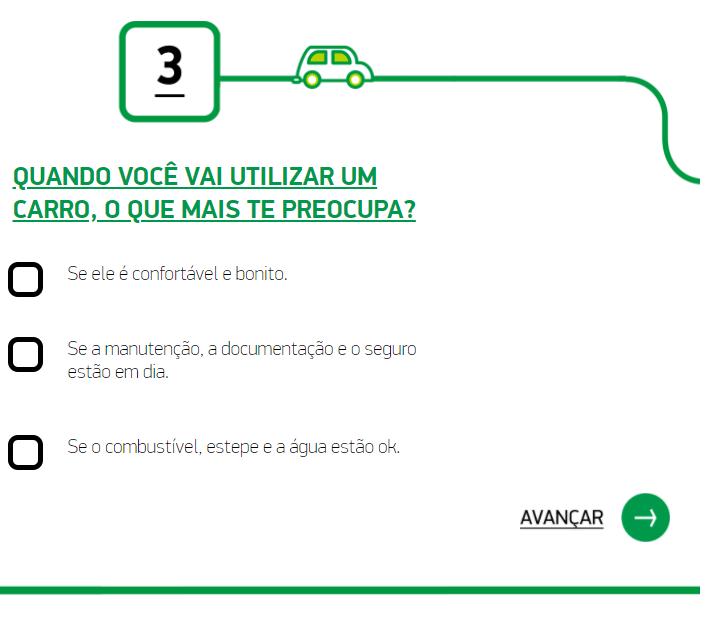 3
QUANDO VOCÊ VAI UTILIZAR UM
CARRO, O QUE MAIS TE PREOCUPA?
Se ele é confortável e bonito.
Se a manutenção, a documentação e o seguro
estão em dia.
Se o combustível, estepe e a água estão ok.
AVANÇAR